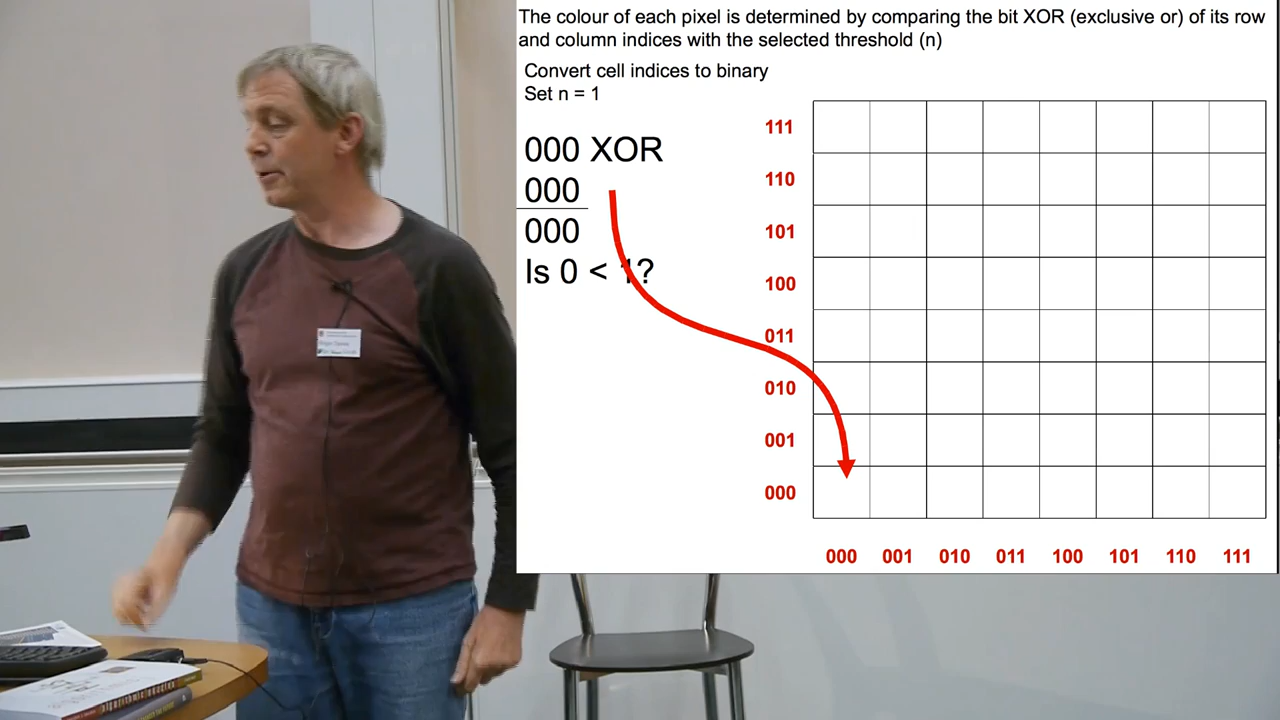 The colour of each pixel is determined by comparing the bit XOR (exclusive or) of its row
and column indices with the selected threshold (n)
Convert cell indices to binary
Set n = 1
000 XOR
000
000
Is 0 < 1?
111
110
101
100
011
010
001
000
000 001 010 011 100 101 110 111